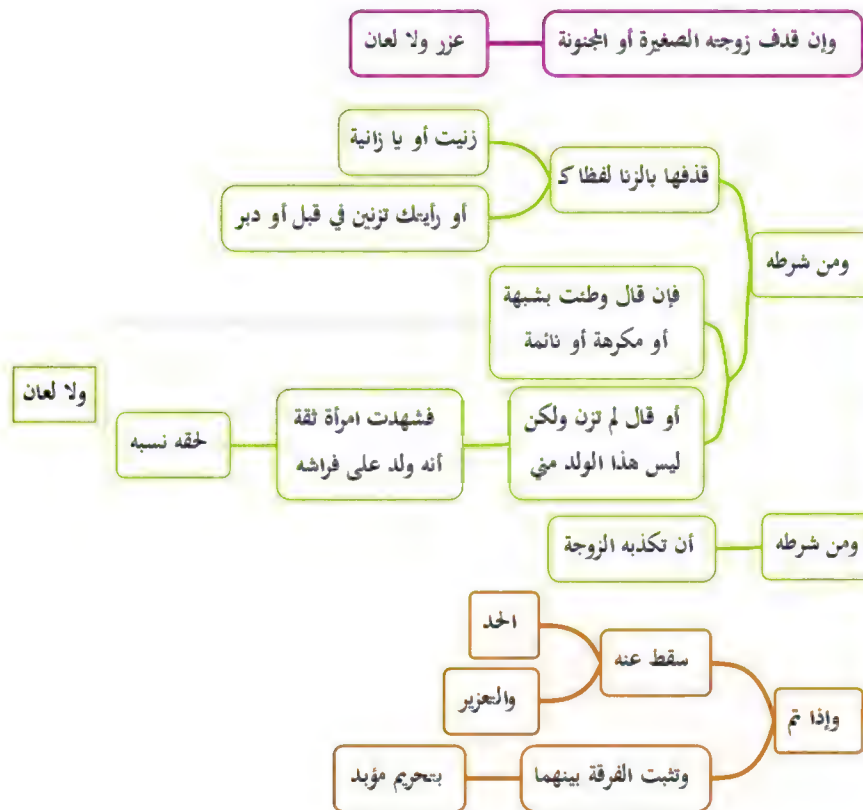 وإن قدف زوجته الصغيرة أو المجنونة
عزر ولا لعان
ومن شرطه
قذفها بالزنا لفظا كـ
زنيت أو يا زانية
أو رأيتك تزنين في قبل أو دبر
فإن قال وطئت بشبهة
أو مكرهة أو نائمة
أو قال لم تزن ولكن
ليس هذا الولد مني
فشهدت امرأة ثقة
أنه ولد على فراشه
لحقه نسبه
ولا لعان
ومن شرطه
أن تكذبه الزوجة
وإذا تم
سقط عنه
الحد
والتعزير
وتثبت الفرقة بينهما
بتحريم مؤبد